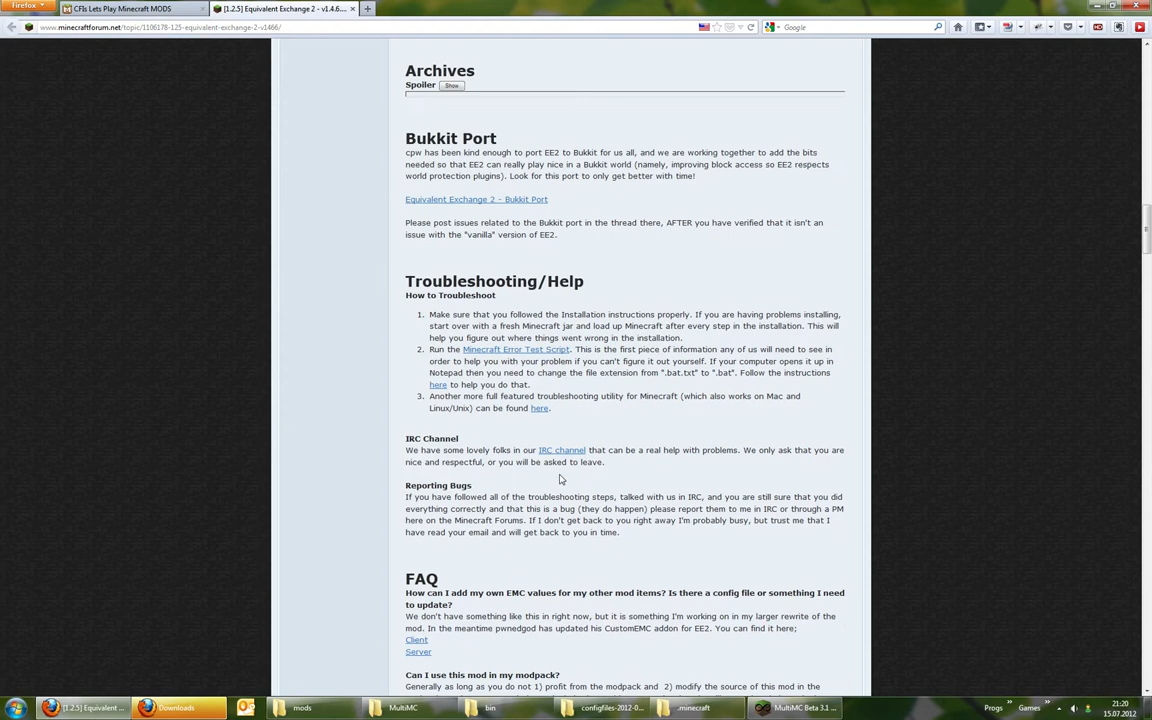 Firefox
CFIs Lets Play Minecraft MODS
[1.2.5] Equivalent Exchange 2 - v1.4.6....
www.minecraftforum.net/topic/1106178-125-equivalent-exchange-2-v1466/
Google
Archives
Spoiler Show
Bukkit Port
cpw has been kind enough to port EE2 to Bukkit for us all, and we are working together to add the bits
needed so that EE2 can really play nice in a Bukkit world (namely, improving block access so EE2 respects
world protection plugins). Look for this port to only get better with time!
Equivalent Exchange 2 - Bukkit Port
Please post issues related to the Bukkit port in the thread there, AFTER you have verified that it isn't an
issue with the "vanilla" version of EE2.
Troubleshooting/Help
How to Troubleshoot
1. Make sure that you followed the Installation instructions properly. If you are having problems installing,
start over with a fresh Minecraft jar and load up Minecraft after every step in the installation. This will
help you figure out where things went wrong in the installation.
2. Run the Minecraft Error Test Script. This is the first piece of information any of us will need to see in
order to help you with your problem if you can't figure it out yourself. If your computer opens it up in
Notepad then you need to change the file extension from ".bat.txt" to ".bat". Follow the instructions
here to help you do that.
3. Another more full featured troubleshooting utility for Minecraft (which also works on Mac and
Linux/Unix) can be found here.
IRC Channel
We have some lovely folks in our IRC channel that can be a real help with problems. We only ask that you are
nice and respectful, or you will be asked to leave.
Reporting Bugs
If you have followed all of the troubleshooting steps, talked with us in IRC, and you are still sure that you did
everything correctly and that this is a bug (they do happen) please report them to me in IRC or through a PM
here on the Minecraft Forums. If I don't get back to you right away I'm probably busy, but trust me that I
have read your email and will get back to you in time.
FAQ
How can I add my own EMC values for my other mod items? Is there a config file or something I need
to update?
We don't have something like this in right now, but it is something I'm working on in my larger rewrite of the
mod. In the meantime pwnedgod has updated his CustomEMC addon for EE2. You can find it here;
Client
Server
Can I use this mod in my modpack?
Generally as long as you do not 1) profit from the modpack and 2) modify the source of this mod in the
[1.2.5] Equivalent ...
Downloads
mods
MultiMC
bin
configfiles-2012-0...
.minecraft
MultiMC Beta 3.1 ...
Progs
Games
21:20
15.07.2012